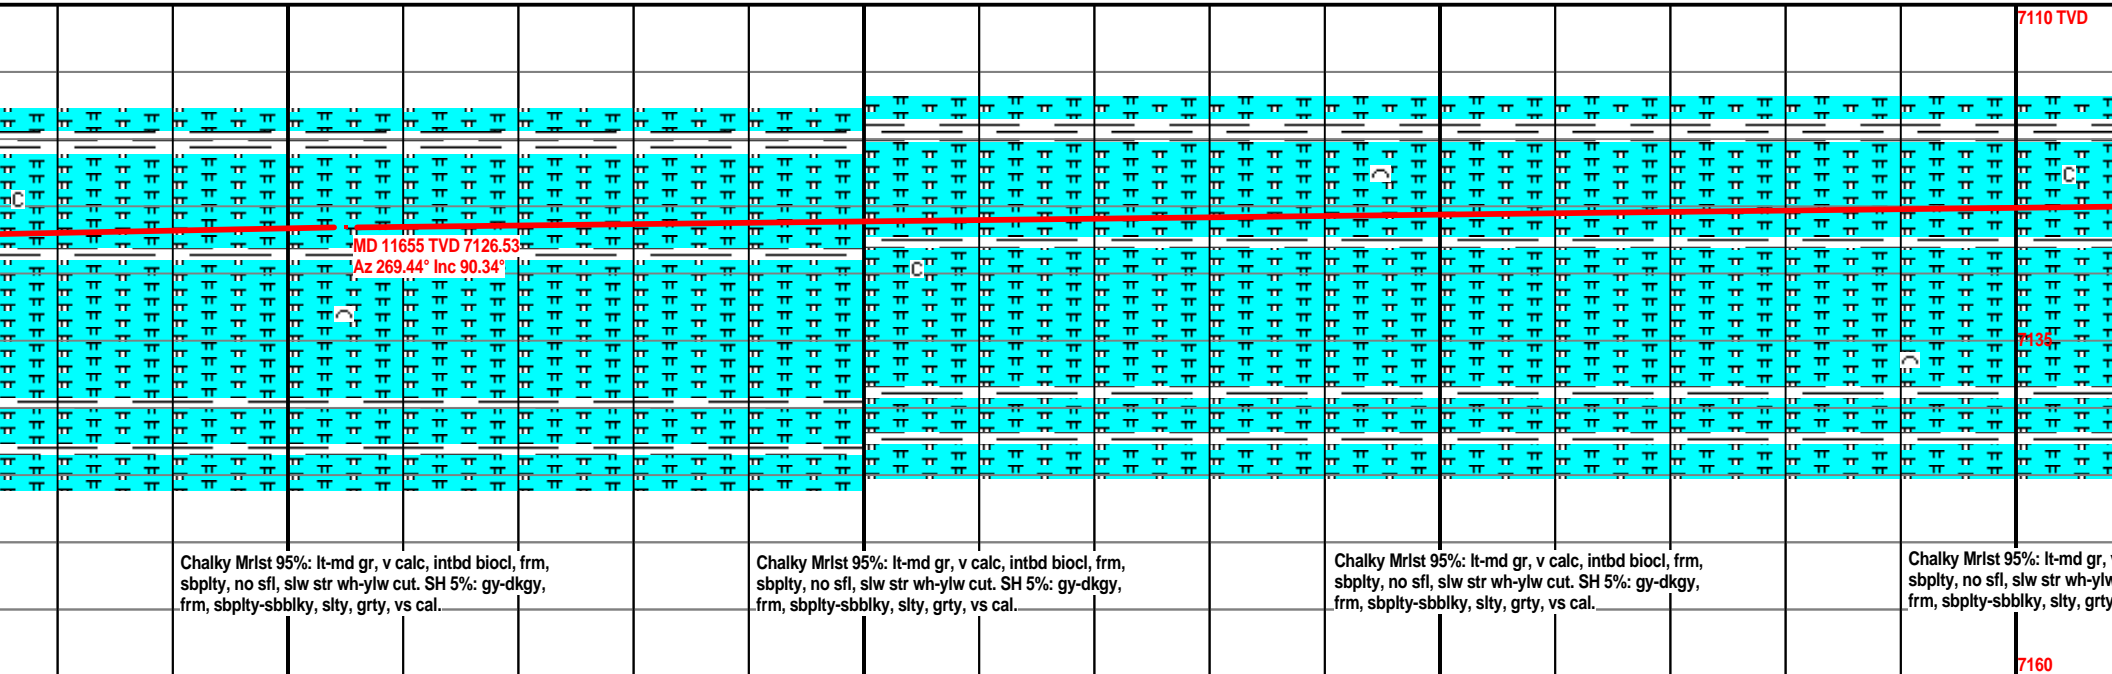 7110 TVD
C
C
C
MD 11655 TVD 7126.53
Az 269.44° Inc 90.34°
7135
Chalky Mrlst 95%: lt-md gr, v calc, intbd biocl, frm,
sbplty, no sfl, slw str wh-ylw cut. SH 5%: gy-dkgy,
frm, sbplty-sbblky, slty, grty, vs cal.
Chalky Mrlst 95%: lt-md gr, v calc, intbd biocl, frm,
sbplty, no sfl, slw str wh-ylw cut. SH 5%: gy-dkgy,
frm, sbplty-sbblky, slty, grty, vs cal.
Chalky Mrlst 95%: lt-md gr, v calc, intbd biocl, frm,
sbplty, no sfl, slw str wh-ylw cut. SH 5%: gy-dkgy,
frm, sbplty-sbblky, slty, grty, vs cal.
Chalky Mrlst 95%: lt-md gr,
sbplty, no sfl, slw str wh-ylw
frm, sbplty-sbblky, slty, grty
7160